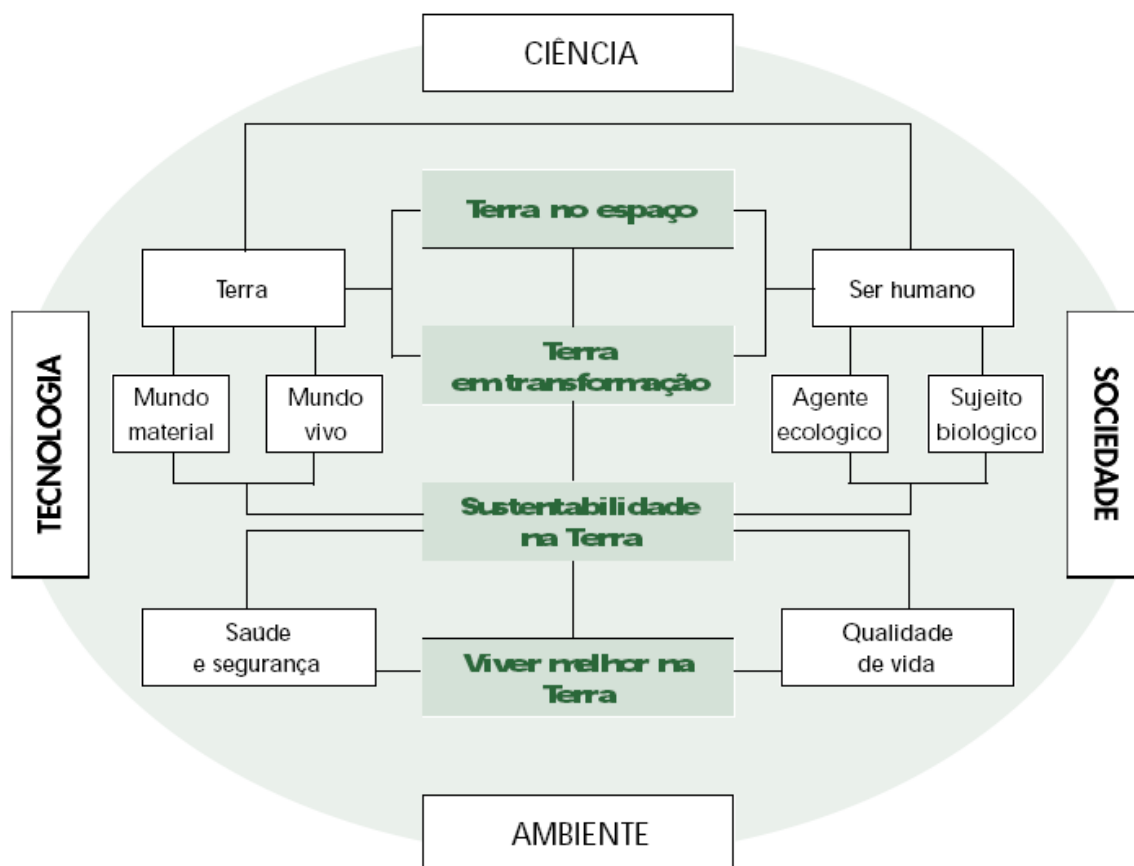 CIÊNCIA
Terra no espaço
Terra
Ser humano
TECNOLOGIA
SOCIEDADE
Terra
em transformação
Mundo
material
Mundo
vivo
Agente
ecológico
Sujeito
biológico
Sustentabilidade
na Terra
Saúde
e segurança
Viver melhor na
Terra
Qualidade
de vida
AMBIENTE